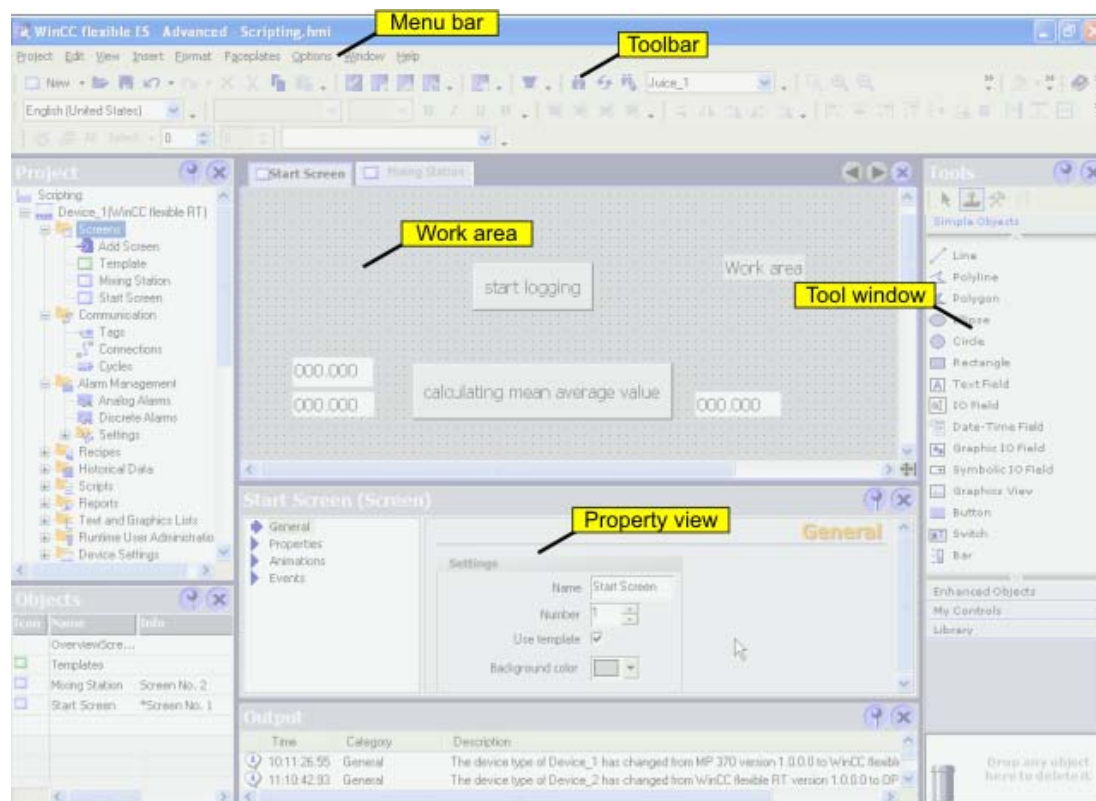 WinCC flexible ES Advanced - Scripting.hmi
Menu bar
Project Edit View Insert Format Faceplates Options Window Help
Toolbar
New
Juice_1
English (United States)
0
Project
Scripting
Device_1(WinCC flexible RT)
Screens
Add Screen
Template
Mixing Station
Start Screen
Communication
Tags
Connections
Cycles
Alarm Management
Analog Alarms
Discrete Alarms
Settings
Recipes
Historical Data
Scripts
Reports
Text and Graphics Lists
Runtime User Administratio
Device Settings
Objects
Icon Name Info
OverviewScre...
Templates
Mixing Station Screen No. 2
Start Screen *Screen No. 1
Start Screen Mixing Station
Work area
start logging
Work area
000.000
000.000
calculating mean average value
000.000
Start Screen (Screen)
General
Properties
Animations
Events
Property view
General
Settings
Name Start Screen
Number 1
Use template
Background color
Output
Time Category Description
10:11:26.55 General The device type of Device_1 has changed from MP 370 version 1.0.0.0 to WinCC flexible
11:10:42.93 General The device type of Device_2 has changed from WinCC flexible RT version 1.0.0.0 to OP
Tools
Simple Objects
Line
Polyline
Tool window
Polygon
Ellipse
Circle
Rectangle
Text Field
IO Field
Date-Time Field
Graphic IO Field
Symbolic IO Field
Graphics View
Button
Switch
Bar
Enhanced Objects
My Controls
Library
Drop any object
here to delete it.